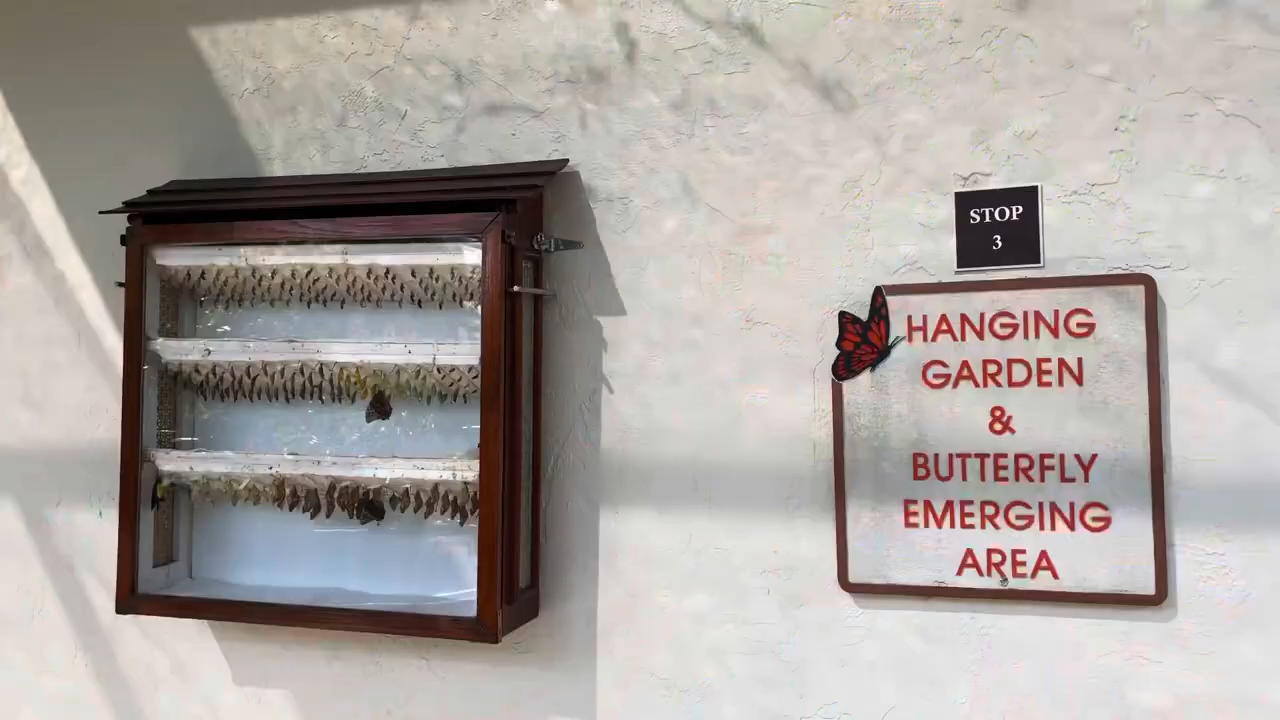 STOP
3
HANGING
GARDEN
&
BUTTERFLY
EMERGING
AREA